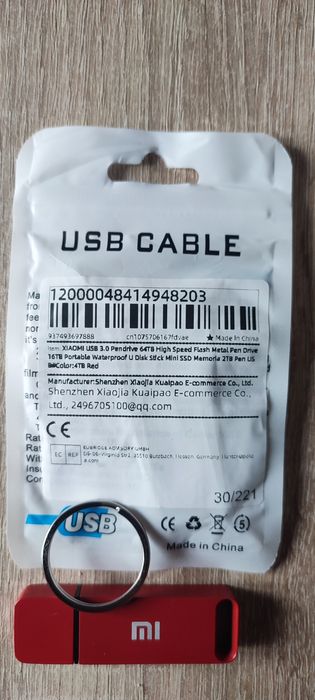 USB CABLE
12000048414948203
937493697888 cn1075706167fdvae ★ Made In China
Item: XIAOMI USB 3.0 Pendrive 64TB High Speed Flash Metal Pen Drive
16TB Portable Waterproof U Disk Stick Mini SSD Memoria 2TB Pen US
B#Color:4TB Red
Manufacturer:Shenzhen Xiaojia Kuaipao E-commerce Co., Ltd.
Shenzhen Xiaojia Kuaipao E-commerce Co.,
Ltd., 2496705100@qq.com
CE
EC REP
30/221
USB
CE
5
Made in China
mi